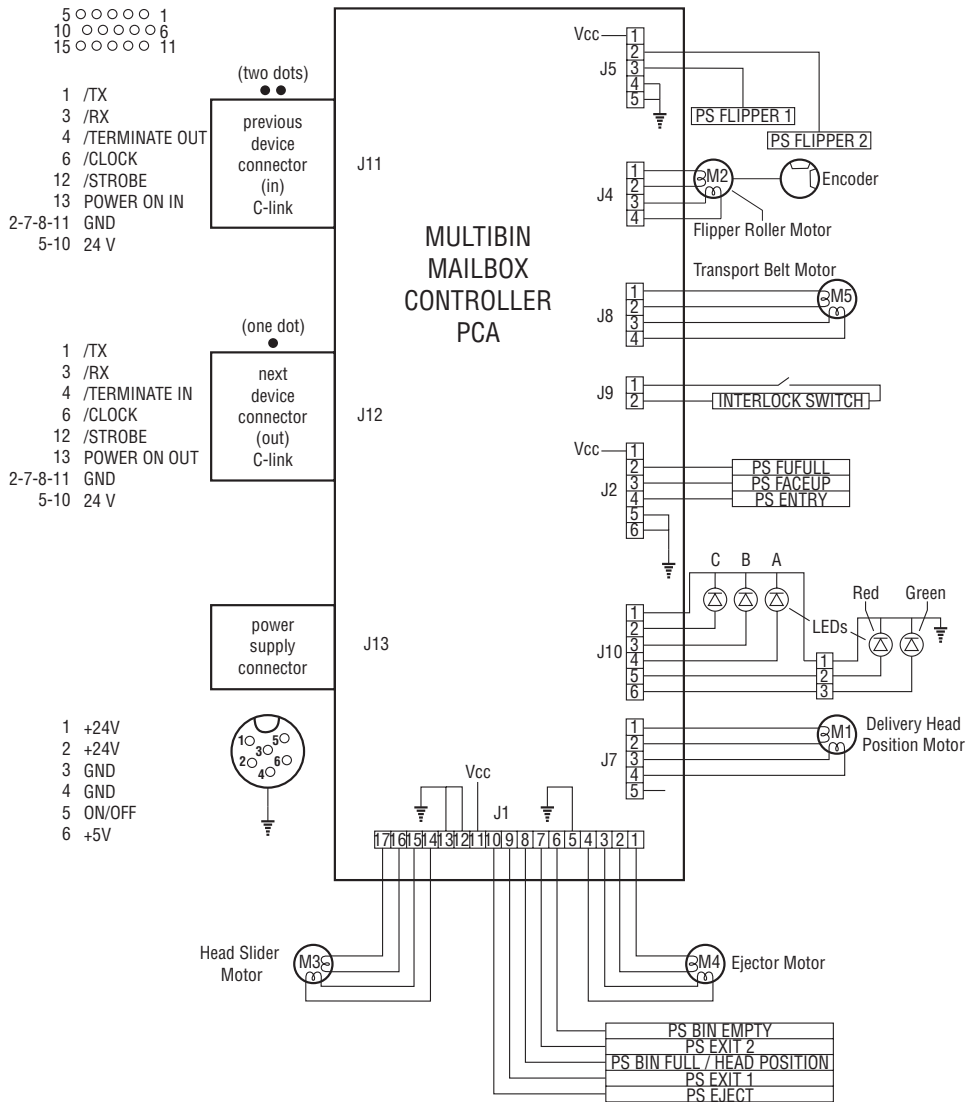 5 1
10 6
15 11
1 /TX
3 /RX
4 /TERMINATE OUT
6 /CLOCK
12 /STROBE
13 POWER ON IN
2-7-8-11 GND
5-10 24 V
(two dots)
previous
device
connector
(in)
C-link
J11
1 /TX
3 /RX
4 /TERMINATE IN
6 /CLOCK
12 /STROBE
13 POWER ON OUT
2-7-8-11 GND
5-10 24 V
(one dot)
next
device
connector
(out)
C-link
J12
power
supply
connector
J13
1 +24V
2 +24V
3 GND
4 GND
5 ON/OFF
6 +5V
1 5
3
2 6
4
MULTIBIN
MAILBOX
CONTROLLER
PCA
Vcc
J5
1
2
3
4
5
PS FLIPPER 1
PS FLIPPER 2
J4
1
2
3
4
M2
Encoder
Flipper Roller Motor
Transport Belt Motor
J8
1
2
3
4
M5
J9
1
2
INTERLOCK SWITCH
Vcc
J2
1
2
3
4
5
6
PS FUFULL
PS FACEUP
PS ENTRY
C B A
Red Green
LEDs
J10
1
2
3
4
5
6
1
2
3
J7
1
2
3
4
5
M1
Delivery Head
Position Motor
Vcc
J1
17 16 15 14 13 12 11 10 9 8 7 6 5 4 3 2 1
Head Slider
Motor
M3
M4
Ejector Motor
PS BIN EMPTY
PS EXIT 2
PS BIN FULL / HEAD POSITION
PS EXIT 1
PS EJECT